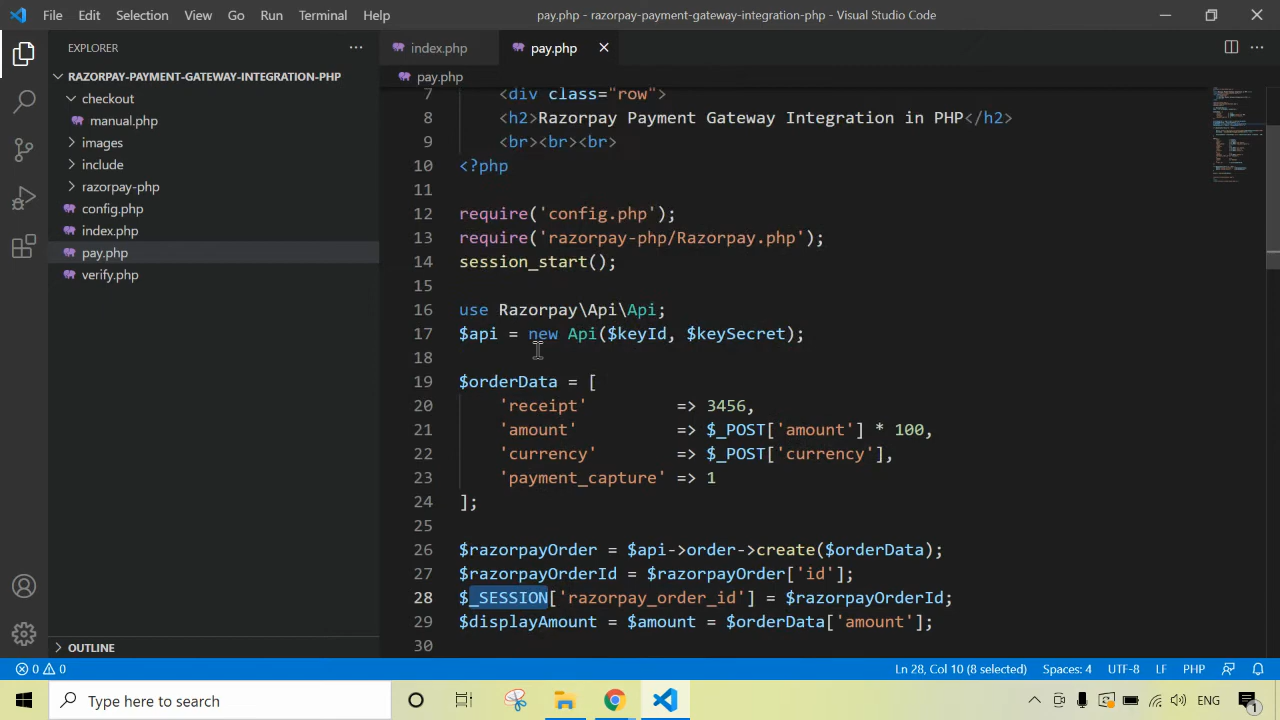 File Edit Selection View Go Run Terminal Help
pay.php - razorpay-payment-gateway-integration-php - Visual Studio Code
EXPLORER
RAZORPAY-PAYMENT-GATEWAY-INTEGRATION-PHP
checkout
manual.php
images
include
razorpay-php
config.php
index.php
pay.php
verify.php
OUTLINE
index.php
pay.php
pay.php
7 <div class="row">
8 <h2>Razorpay Payment Gateway Integration in PHP</h2>
9 <br><br><br>
10 <?php
11
12 require('config.php');
13 require('razorpay-php/Razorpay.php');
14 session_start();
15
16 use Razorpay\Api\Api;
17 $api = new Api($keyId, $keySecret);
18
19 $orderData = [
20 'receipt' => 3456,
21 'amount' => $_POST['amount'] * 100,
22 'currency' => $_POST['currency'],
23 'payment_capture' => 1
24 ];
25
26 $razorpayOrder = $api->order->create($orderData);
27 $razorpayOrderId = $razorpayOrder['id'];
28 $_SESSION['razorpay_order_id'] = $razorpayOrderId;
29 $displayAmount = $amount = $orderData['amount'];
30
0 0 Ln 28, Col 10 (8 selected) Spaces: 4 UTF-8 LF PHP
Type here to search
ENG
1